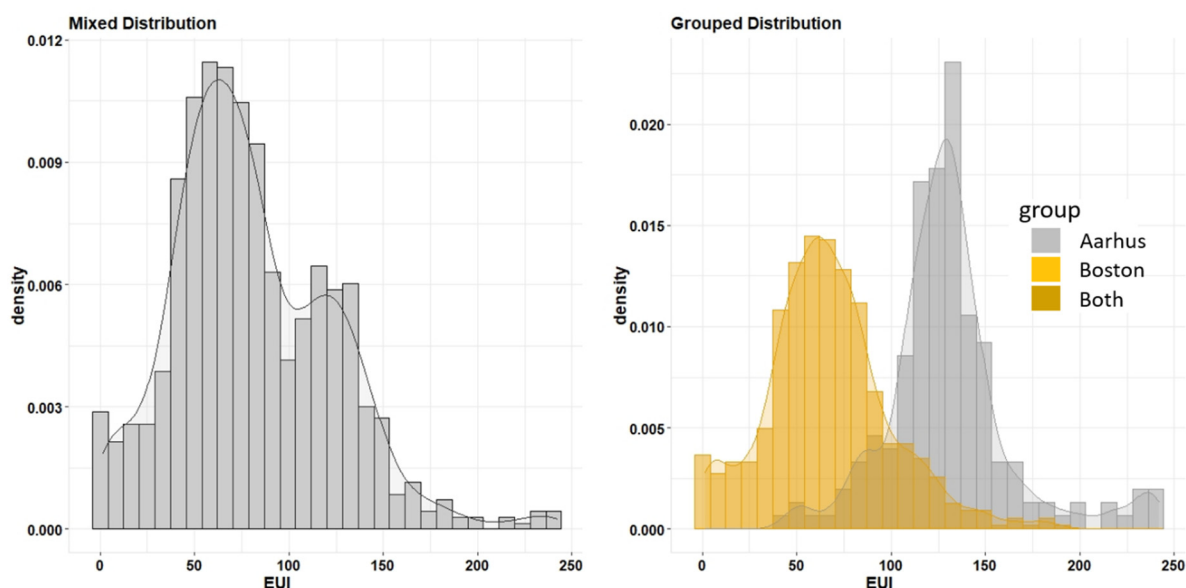 Mixed Distribution
0.012
0.009
0.006
0.003
0.000
density
0 50 100 150 200 250
EUI
Grouped Distribution
0.020
0.015
0.010
0.005
0.000
density
0 50 100 150 200 250
EUI
group
Aarhus
Boston
Both